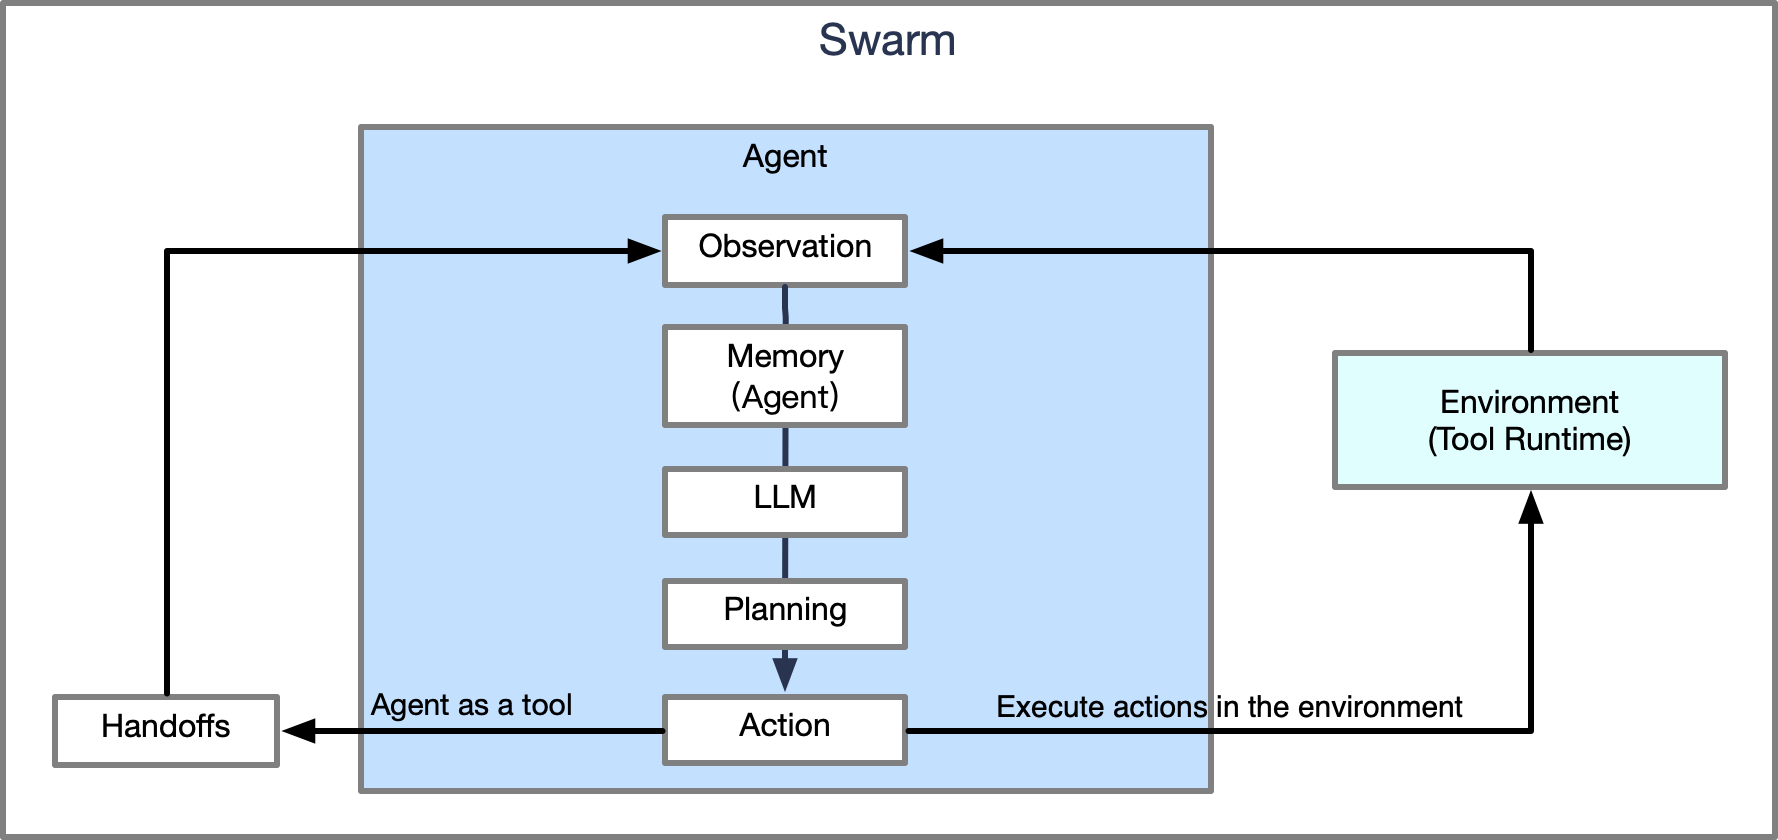 Swarm
Agent
Observation
Memory
(Agent)
LLM
Environment
(Tool Runtime)
Planning
Agent as a tool
Execute actions in the environment
Handoffs
Action